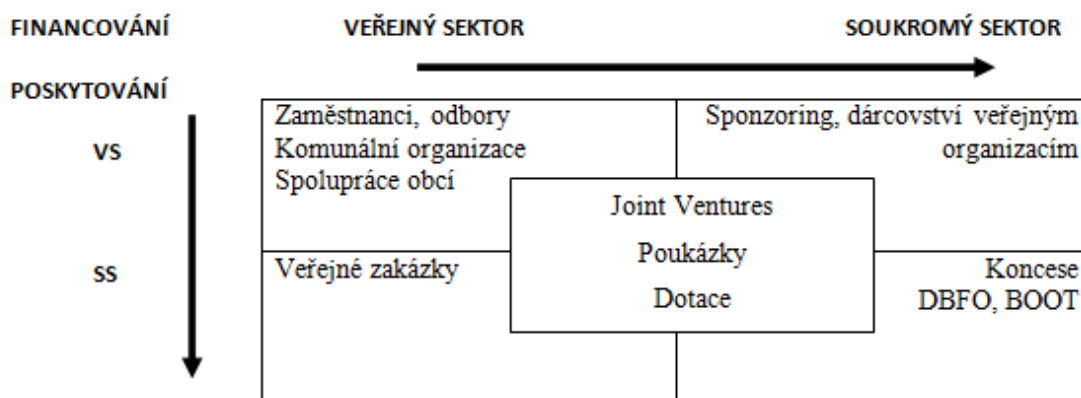 FINANCOVÁNÍ VEŘEJNÝ SEKTOR SOUKROMÝ SEKTOR
POSKYTOVÁNÍ
VS
Zaměstnanci, odbory
Komunální organizace
Spolupráce obcí
Sponzoring, dárcovství veřejným
organizacím
Joint Ventures
Poukázky
Dotace
SS
Veřejné zakázky
Koncese
DBFO, BOOT